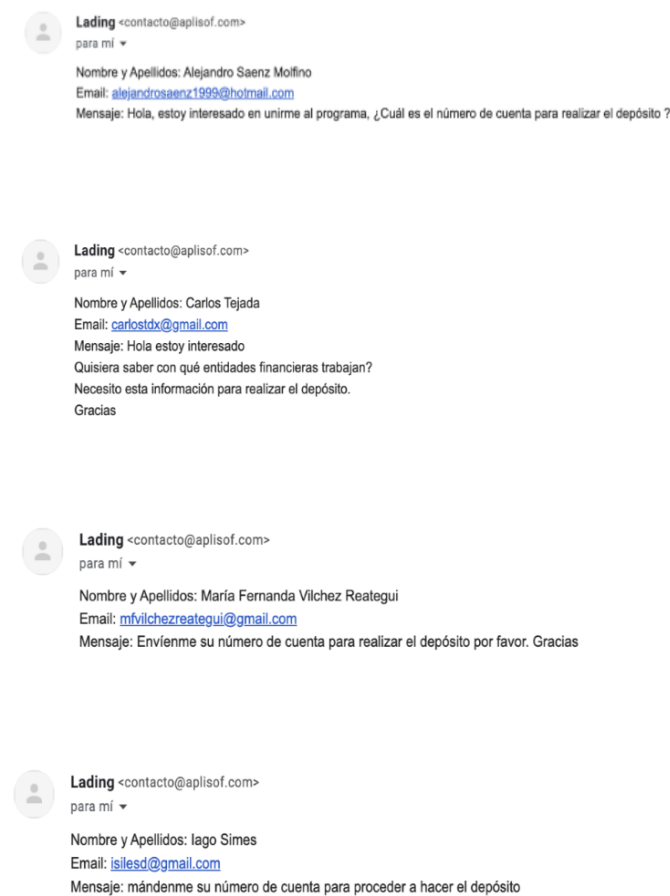 Lading <contacto@aplisof.com>
para mí
Nombre y Apellidos: Alejandro Saenz Molfino
Email: alejandrosaenz1999@hotmail.com
Mensaje: Hola, estoy interesado en unirme al programa, ¿Cuál es el número de cuenta para realizar el depósito ?
Lading <contacto@aplisof.com>
para mí
Nombre y Apellidos: Carlos Tejada
Email: carlostdx@gmail.com
Mensaje: Hola estoy interesado
Quisiera saber con qué entidades financieras trabajan?
Necesito esta información para realizar el depósito.
Gracias
Lading <contacto@aplisof.com>
para mí
Nombre y Apellidos: María Fernanda Vilchez Reategui
Email: mfvilchezreategui@gmail.com
Mensaje: Envíenme su número de cuenta para realizar el depósito por favor. Gracias
Lading <contacto@aplisof.com>
para mí
Nombre y Apellidos: Iago Simes
Email: isilesd@gmail.com
Mensaje: mándenme su número de cuenta para proceder a hacer el depósito